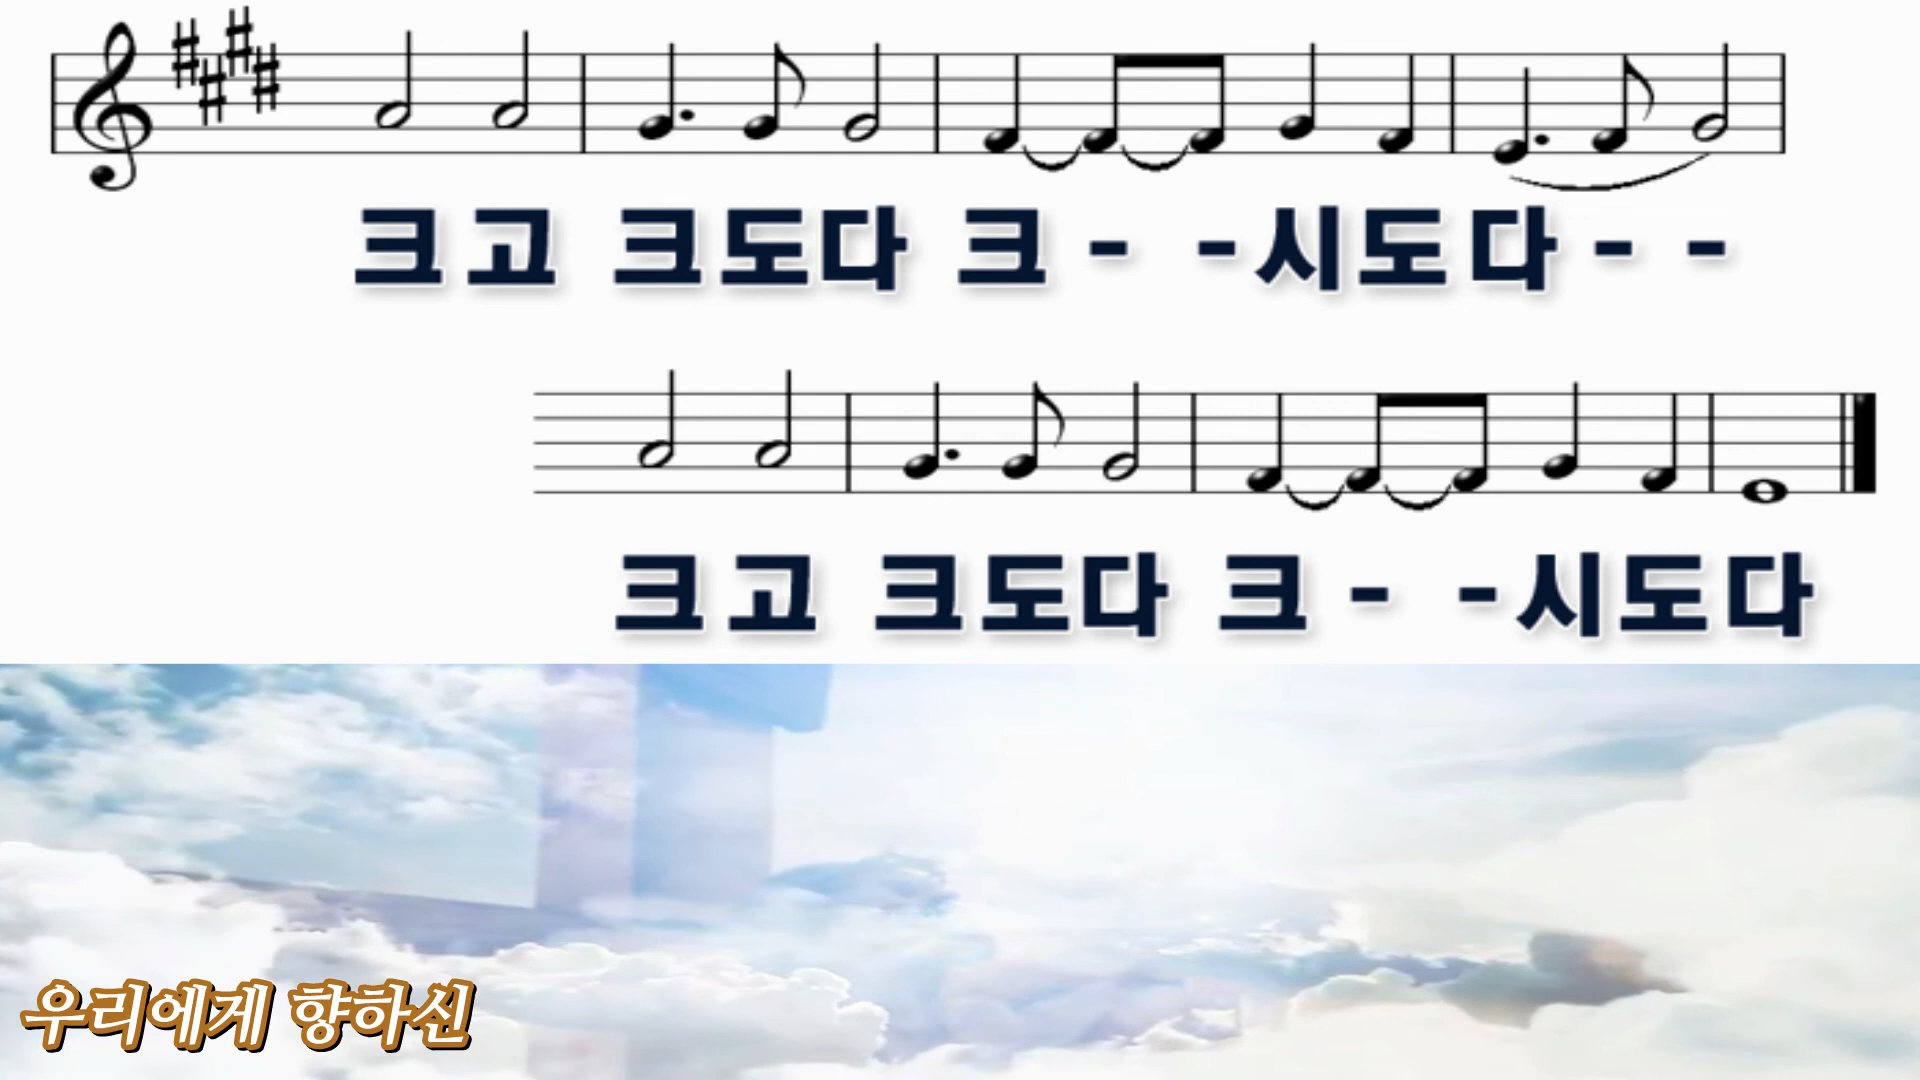 크고 크도다 크 - - 시도다 - -
크고 크도다 크 - - 시도다
우리에게 향하신